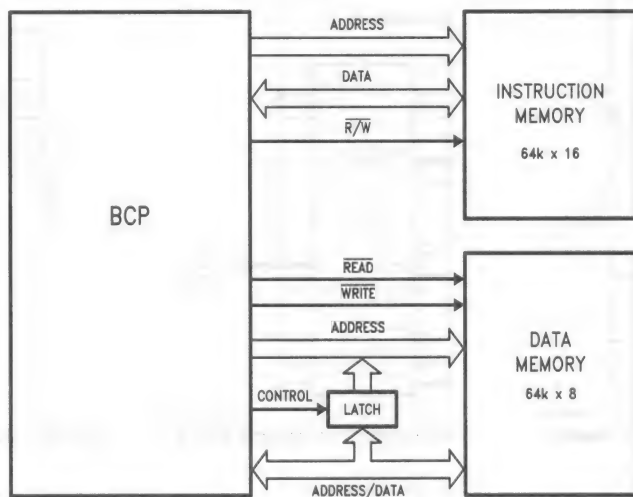 ADDRESS
DATA
R/W
INSTRUCTION
MEMORY
64k x 16
BCP
READ
WRITE
ADDRESS
DATA
MEMORY
64k x 8
CONTROL
LATCH
ADDRESS/DATA